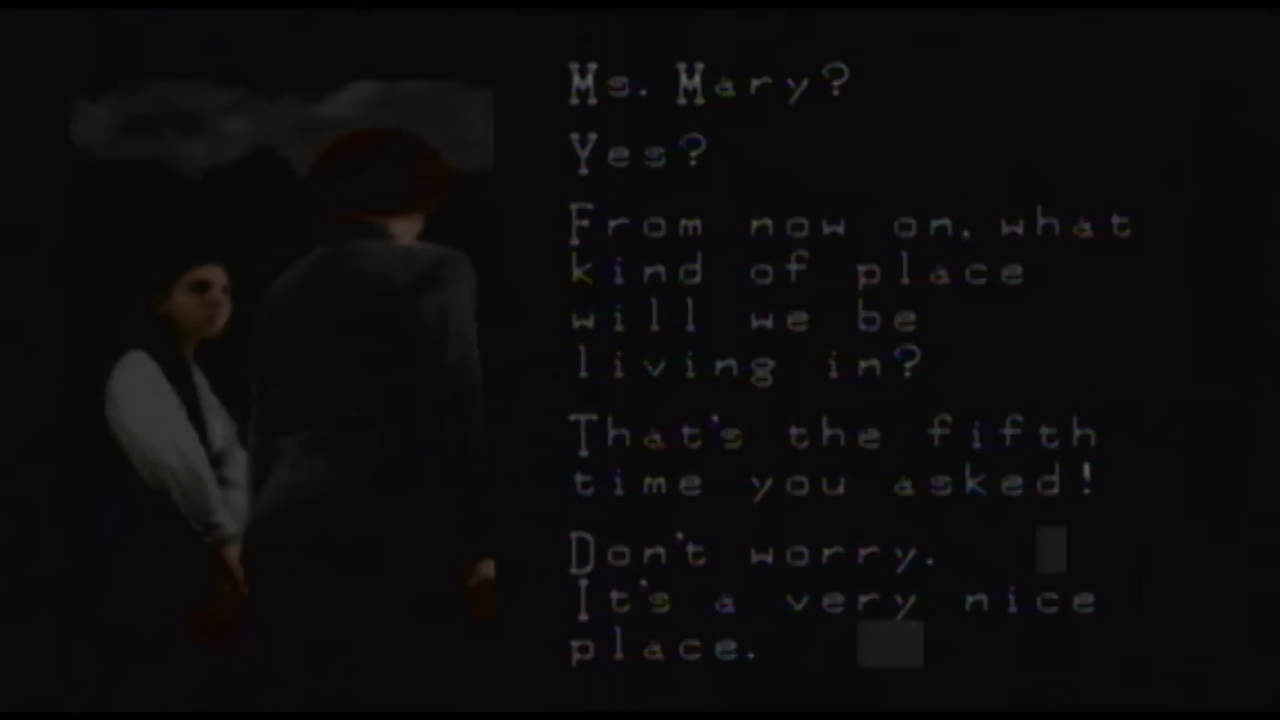 Ms. Mary?
Yes?
From now on, what
kind of place
will we be
living in?
That's the fifth
time you asked!
Don't worry.
It's a very nice
place.